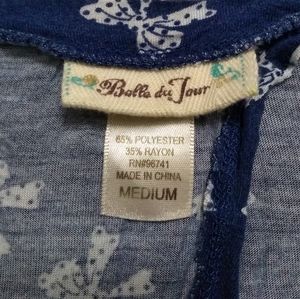 Belle du Jour
65% POLYESTER
35% RAYON
RN#96741
MADE IN CHINA
MEDIUM